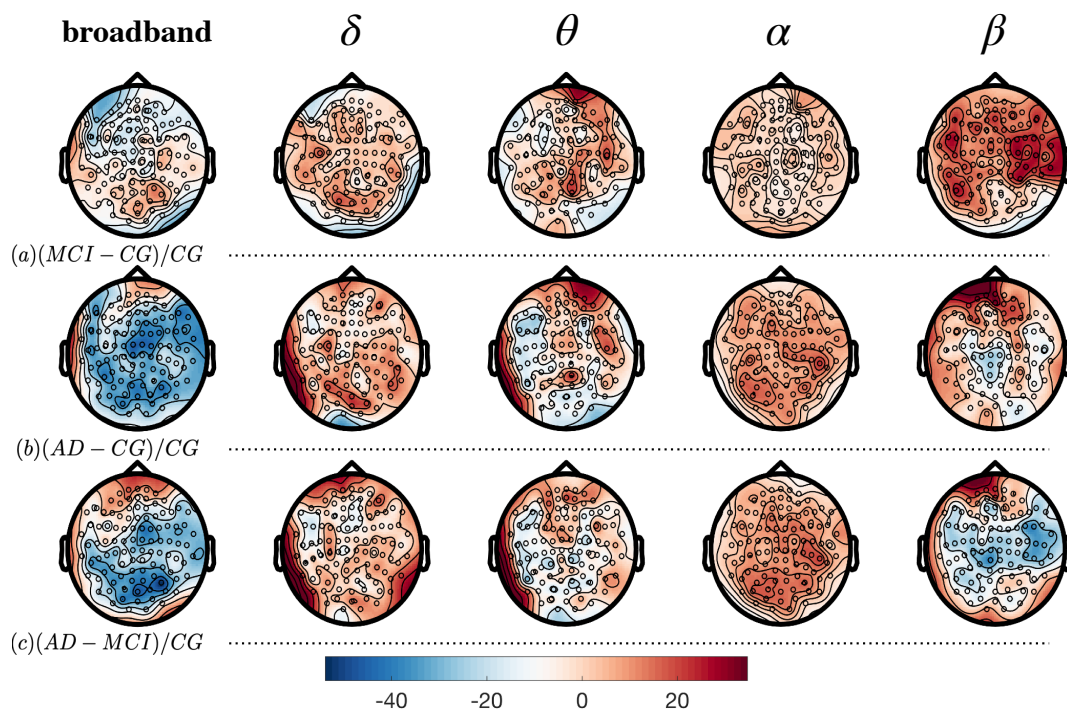 broadband δ θ α β
(a)(MCI − CG)/CG
(b)(AD − CG)/CG
(c)(AD − MCI)/CG
-40 -20 0 20